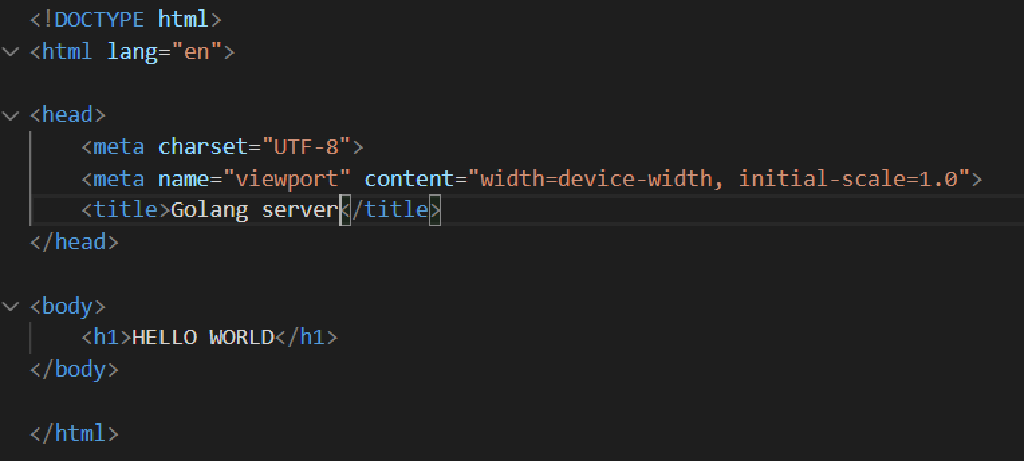 <!DOCTYPE html>
<html lang="en">
<head>
<meta charset="UTF-8">
<meta name="viewport" content="width=device-width, initial-scale=1.0">
<title>Golang server</title>
</head>
<body>
<h1>HELLO WORLD</h1>
</body>
</html>